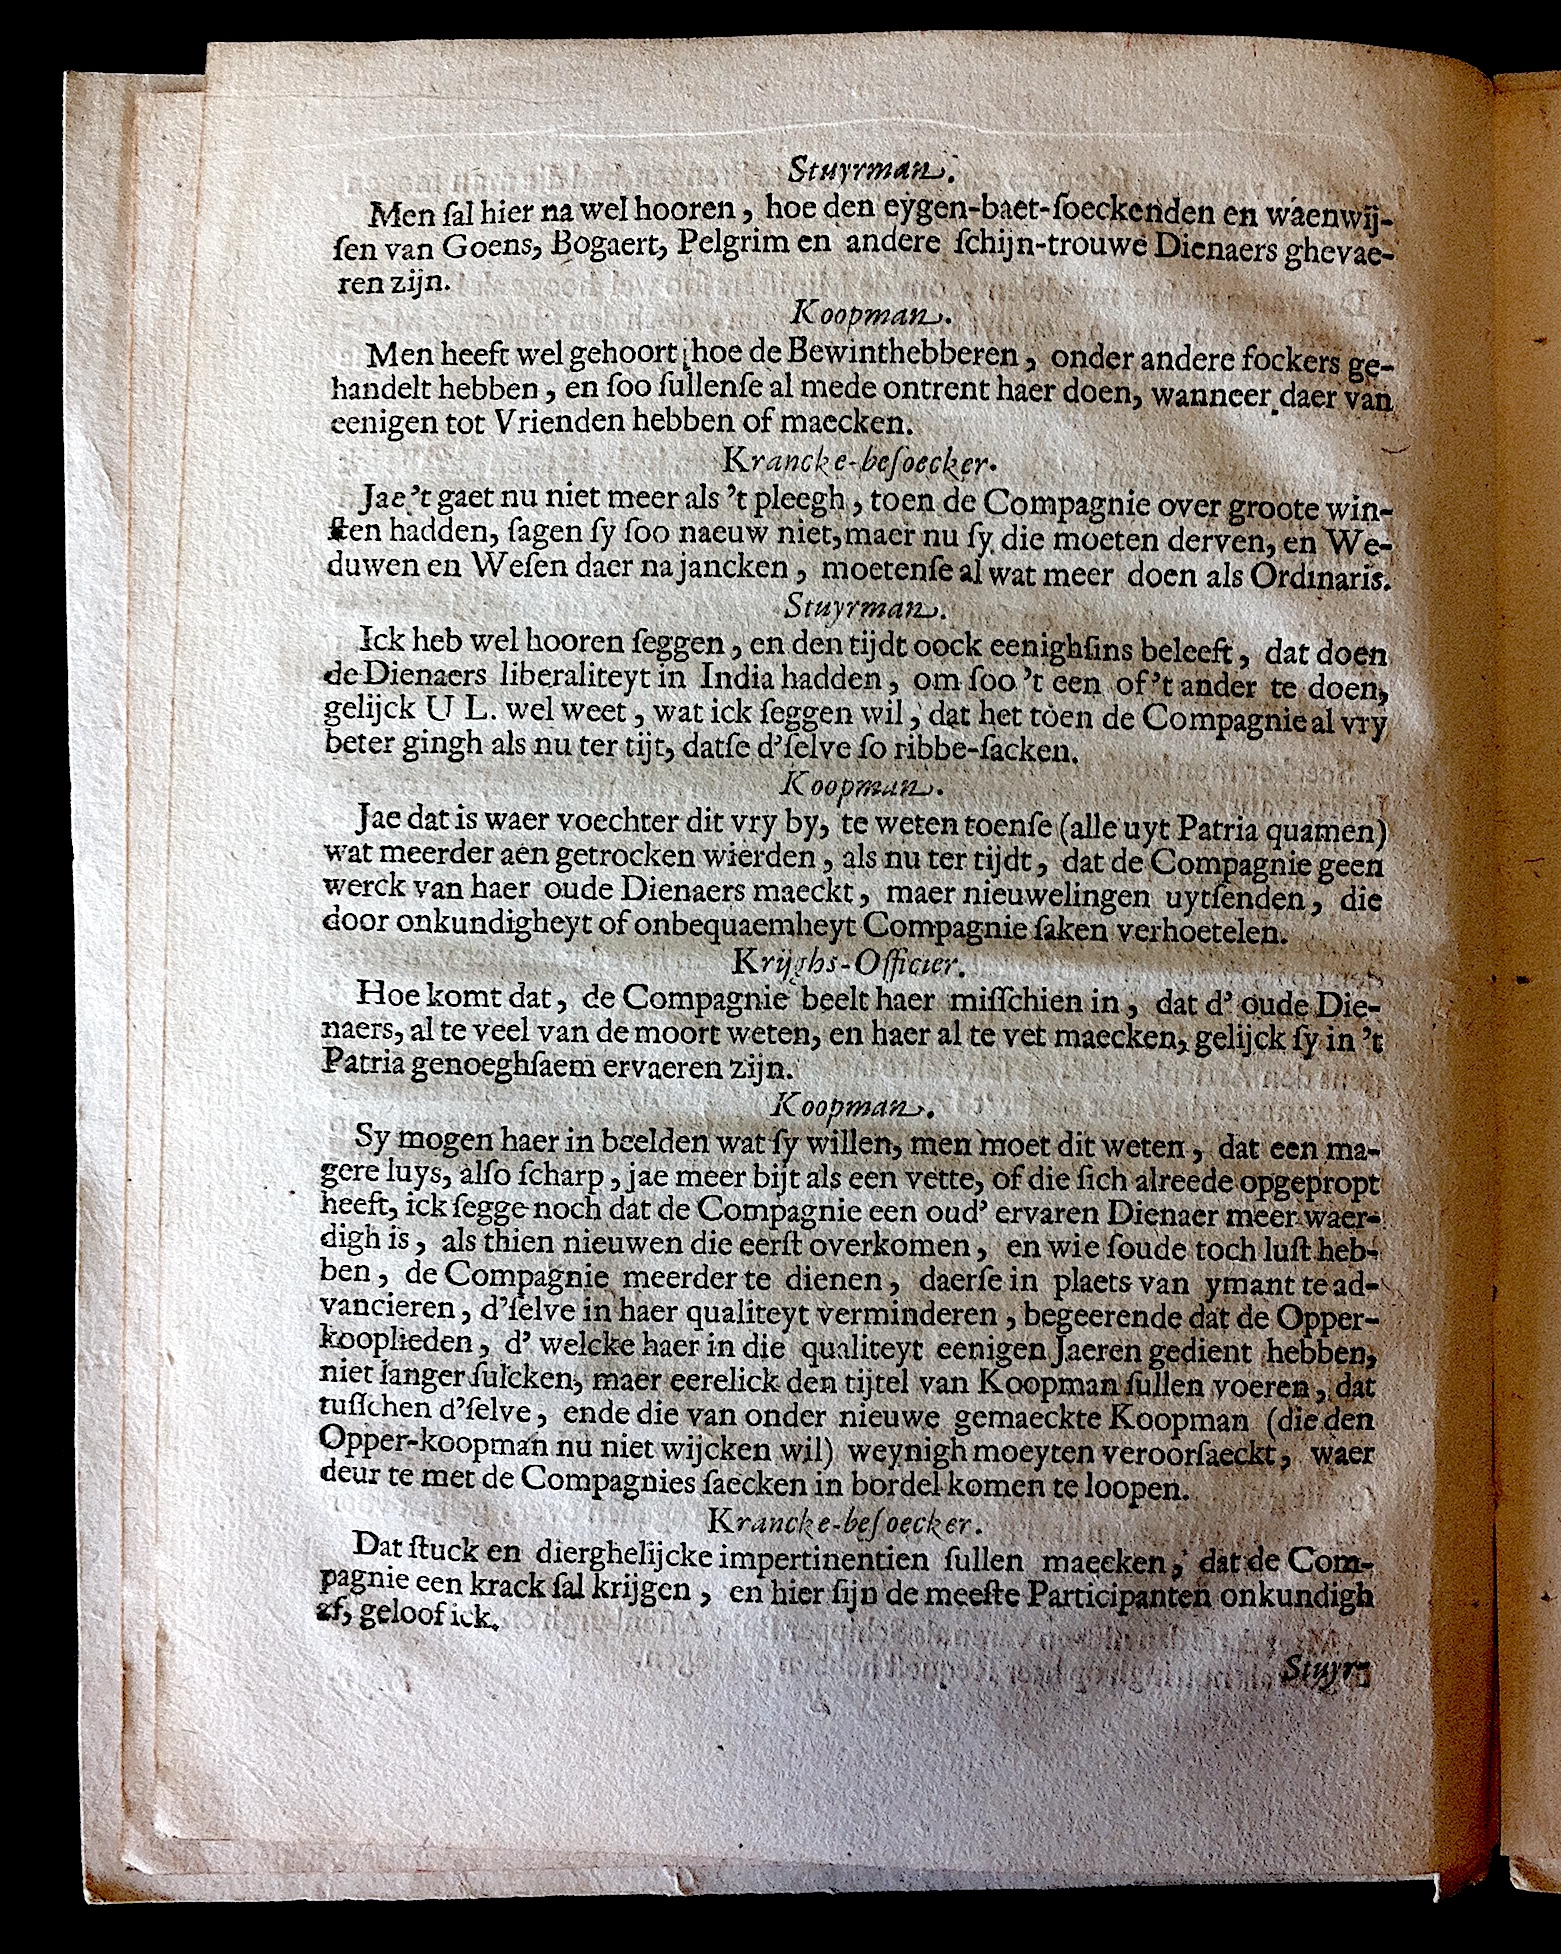 Stuyrman.
Men ſal hier na wel hooren, hoe den eygen-baet-ſoeckenden en waenwij-
ſen van Goens, Bogaert, Pelgrim en andere ſchijn-trouwe Dienaers ghevae-
ren zijn.
Koopman.
Men heeft wel gehoort hoe de Bewinthebberen, onder andere fockers ge-
handelt hebben, en ſoo ſullenſe al mede ontrent haer doen, wanneer daer van
eenigen tot Vrienden hebben of maecken.
Krancke-beſoecker.
Jae 't gaet nu niet meer als 't pleegh, toen de Compagnie over groote win-
ſten hadden, ſagen ſy ſoo naeuw niet, maer nu ſy die moeten derven, en We-
duwen en Weſen daer na jancken, moetenſe al wat meer doen als Ordinaris.
Stuyrman.
Ick heb wel hooren ſeggen, en den tijdt oock eenighſins beleeft, dat doen
de Dienaers liberaliteyt in India hadden, om ſoo 't een of 't ander te doen,
gelijck U L. wel weet, wat ick ſeggen wil, dat het toen de Compagnie al vry
beter gingh als nu ter tijt, datſe d'ſelve ſo ribbe-ſacken.
Koopman.
Jae dat is waer voechter dit vry by, te weten toenſe (alle uyt Patria quamen)
wat meerder aen getrocken wierden, als nu ter tijdt, dat de Compagnie geen
werck van haer oude Dienaers maeckt, maer nieuwelingen uytſenden, die
door onkundigheyt of onbequaemheyt Compagnie ſaken verhoetelen.
Krijghs-Officier.
Hoe komt dat, de Compagnie beelt haer miſſchien in, dat d' oude Die-
naers, al te veel van de moort weten, en haer al te vet maecken, gelijck ſy in 't
Patria genoeghſaem ervaeren zijn.
Koopman.
Sy mogen haer in beelden wat ſy willen, men moet dit weten, dat een ma-
gere luys, alſo ſcharp, jae meer bijt als een vette, of die ſich alreede opgepropt
heeft, ick ſegge noch dat de Compagnie een oud' ervaren Dienaer meer waer-
digh is, als thien nieuwen die eerſt overkomen, en wie ſoude toch luſt heb-
ben, de Compagnie meerder te dienen, daerſe in plaets van ymant te ad-
vancieren, d'ſelve in haer qualiteyt verminderen, begeerende dat de Opper-
kooplieden, d' welcke haer in die qualiteyt eenigen Jaeren gedient hebben,
niet langer ſulcken, maer eerelick den tijtel van Koopman ſullen voeren, dat
tuſſchen d'ſelve, ende die van onder nieuwe gemaeckte Koopman (die den
Opper-koopman nu niet wijcken wil) weynigh moeyten veroorſaeckt, waer
deur te met de Compagnies ſaecken in bordel komen te loopen.
Krancke-beſoecker.
Dat ſtuck en dierghelijcke impertinentien ſullen maecken, dat de Com-
pagnie een krack ſal krijgen, en hier ſijn de meeſte Participanten onkundigh
af, geloof ick.
Stuyr-